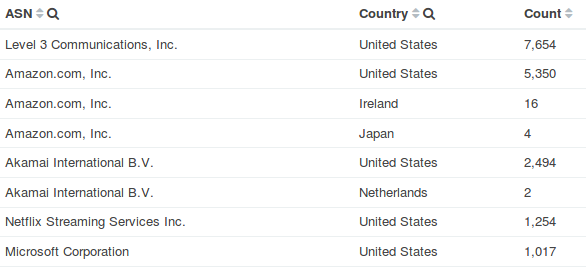 ASN Country Count
Level 3 Communications, Inc. United States 7,654
Amazon.com, Inc. United States 5,350
Amazon.com, Inc. Ireland 16
Amazon.com, Inc. Japan 4
Akamai International B.V. United States 2,494
Akamai International B.V. Netherlands 2
Netflix Streaming Services Inc. United States 1,254
Microsoft Corporation United States 1,017